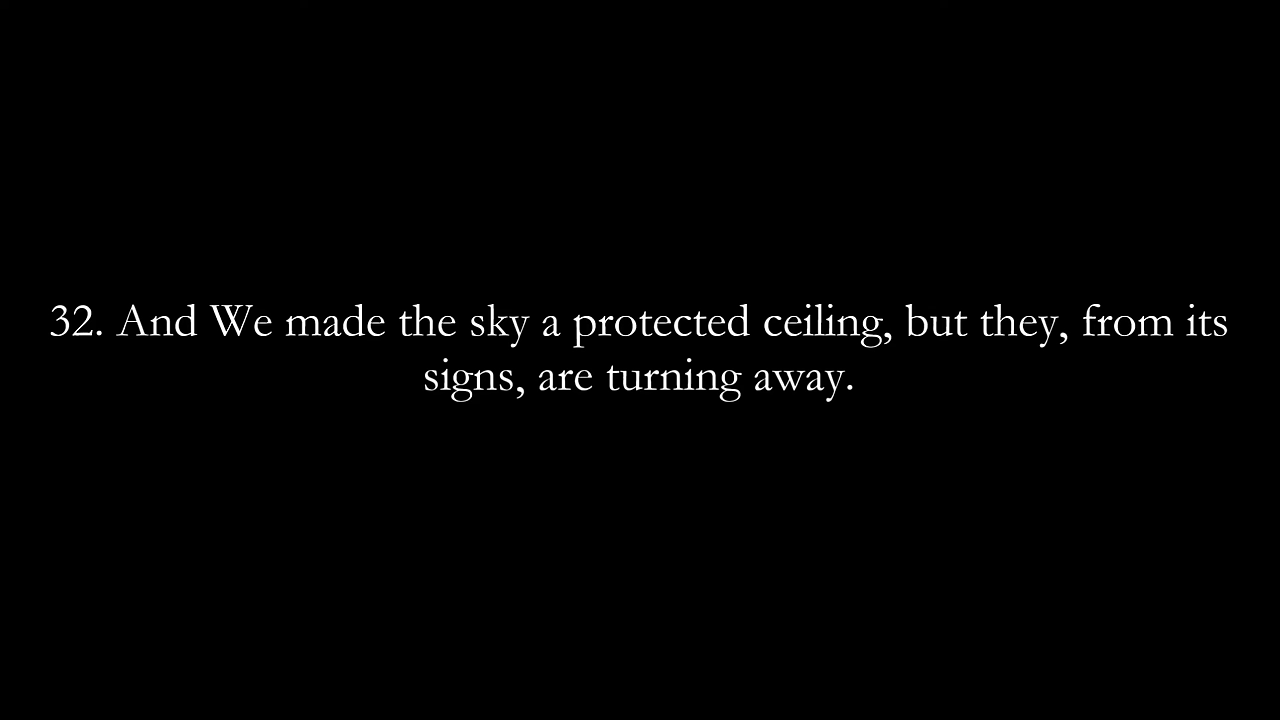 32. And We made the sky a protected ceiling, but they, from its
signs, are turning away.